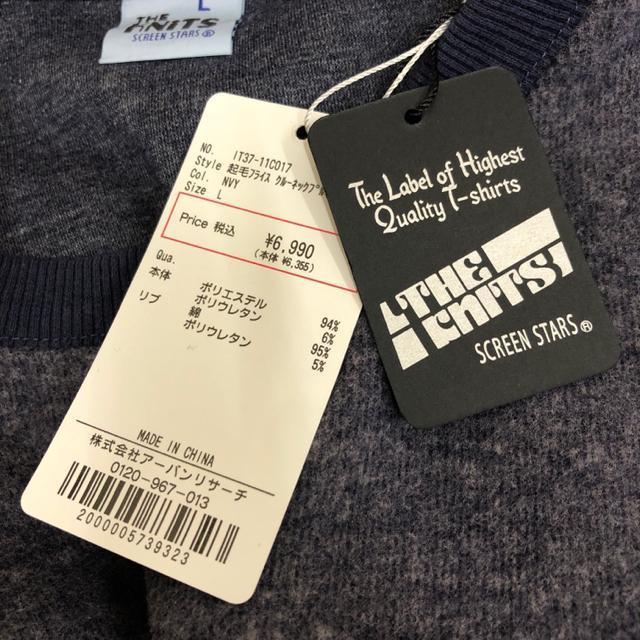 L
THE
KNITS
SCREEN STARS®
NO. IT37-11C017
Style 起毛フライス クルーネックプル
Col. NVY
Size L
Price 税込 ¥6,990
(本体 ¥6,355)
Qua.
本体 ポリエステル 94%
ポリウレタン 6%
リブ 綿 95%
ポリウレタン 5%
MADE IN CHINA
株式会社アーバンリサーチ
0120-967-013
2000005739323
The Label of Highest
Quality T-shirts
THE
KNITS
SCREEN STARS®